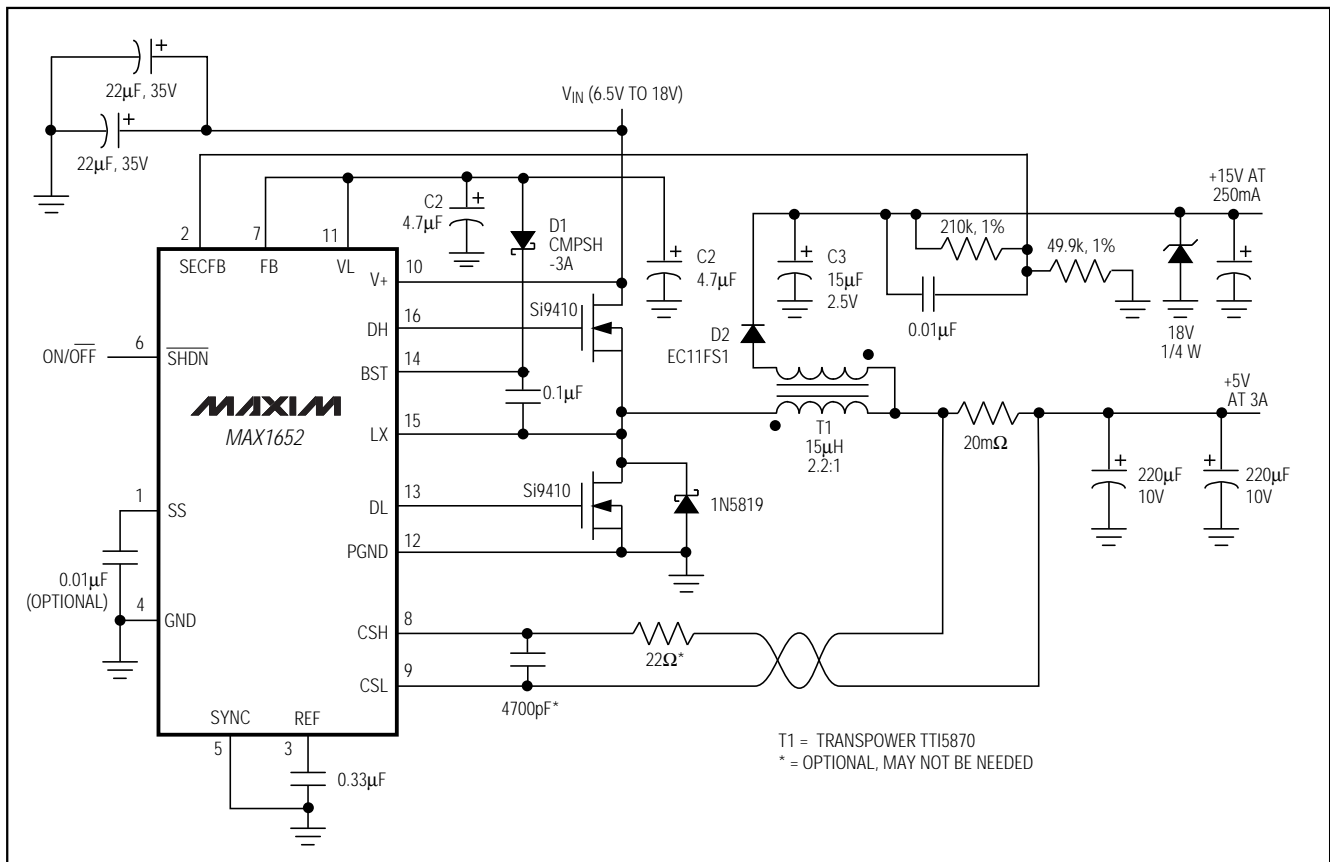 22µF, 35V
22µF, 35V
VIN (6.5V TO 18V)
+15V AT
250mA
C2
4.7µF
D1
CMPSH
-3A
C2
4.7µF
C3
15µF
2.5V
210k, 1%
49.9k, 1%
0.01µF
18V
1/4 W
2
7
11
SECFB
FB
VL
V+
10
Si9410
DH
16
D2
EC11FS1
ON/OFF
6
SHDN
BST
14
0.1µF
MAXIM
MAX1652
LX
15
T1
15µH
2.2:1
20mΩ
+5V
AT 3A
220µF
10V
220µF
10V
1
SS
Si9410
DL
13
1N5819
PGND
12
0.01µF
(OPTIONAL)
4
GND
CSH
8
22Ω*
CSL
9
4700pF*
SYNC
REF
5
3
0.33µF
T1 = TRANSPOWER TTI5870
* = OPTIONAL, MAY NOT BE NEEDED